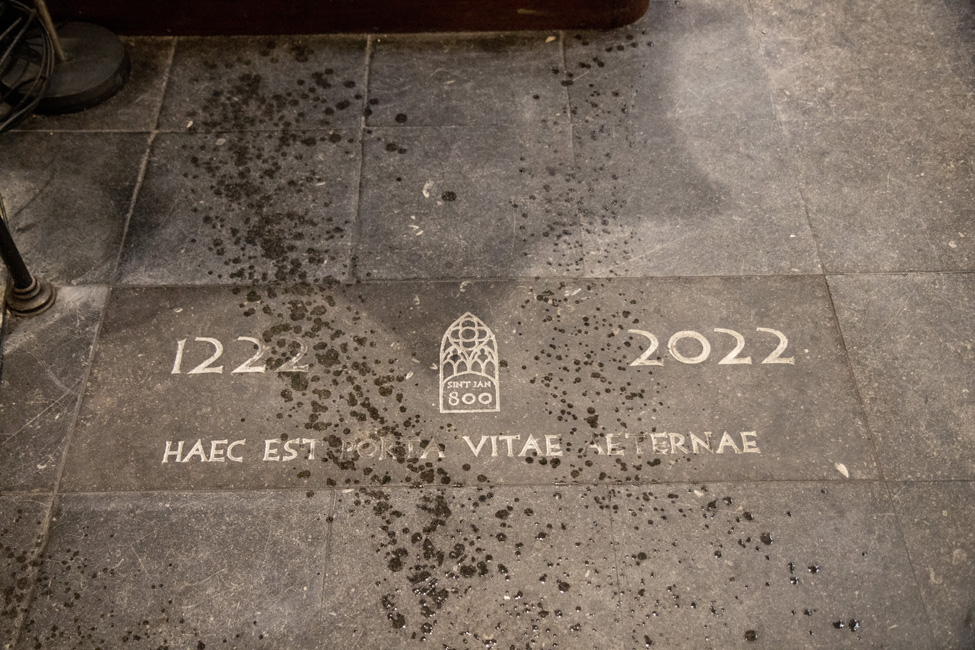 1222 2022
SINT JAN
800
HAEC EST PORTA VITAE AETERNAE